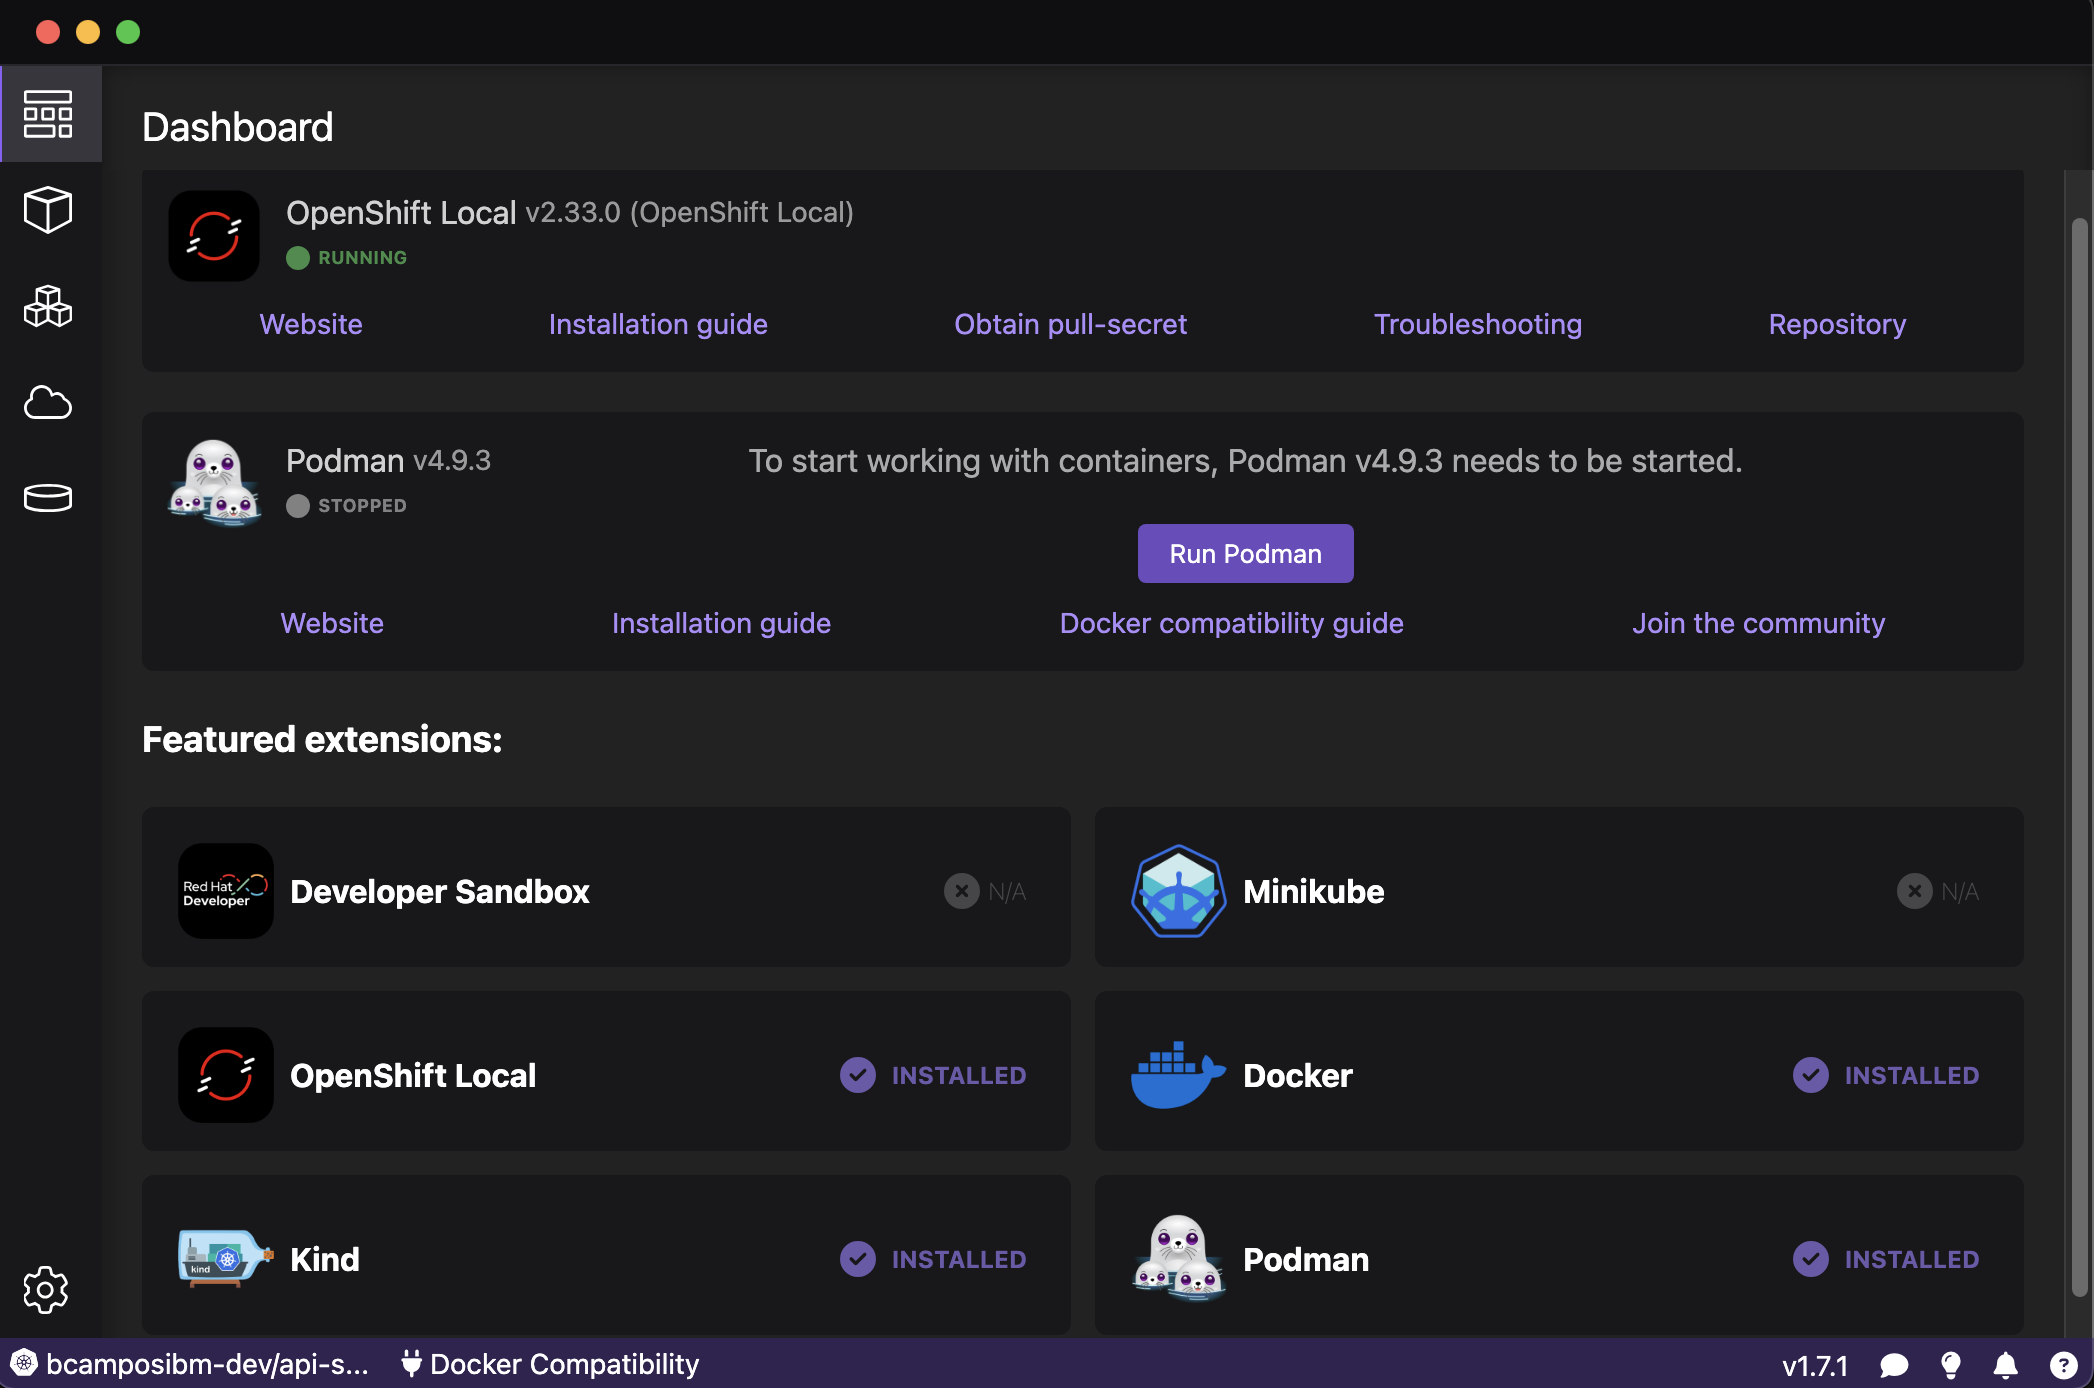 Dashboard
OpenShift Local v2.33.0 (OpenShift Local)
RUNNING
Website Installation guide Obtain pull-secret Troubleshooting Repository
Podman v4.9.3
To start working with containers, Podman v4.9.3 needs to be started.
STOPPED
Run Podman
Website Installation guide Docker compatibility guide Join the community
Featured extensions:
Red Hat
Developer
Developer Sandbox N/A
Minikube N/A
OpenShift Local INSTALLED
Docker INSTALLED
kind
Kind INSTALLED
Podman INSTALLED
bcamposibm-dev/api-s... Docker Compatibility v1.7.1